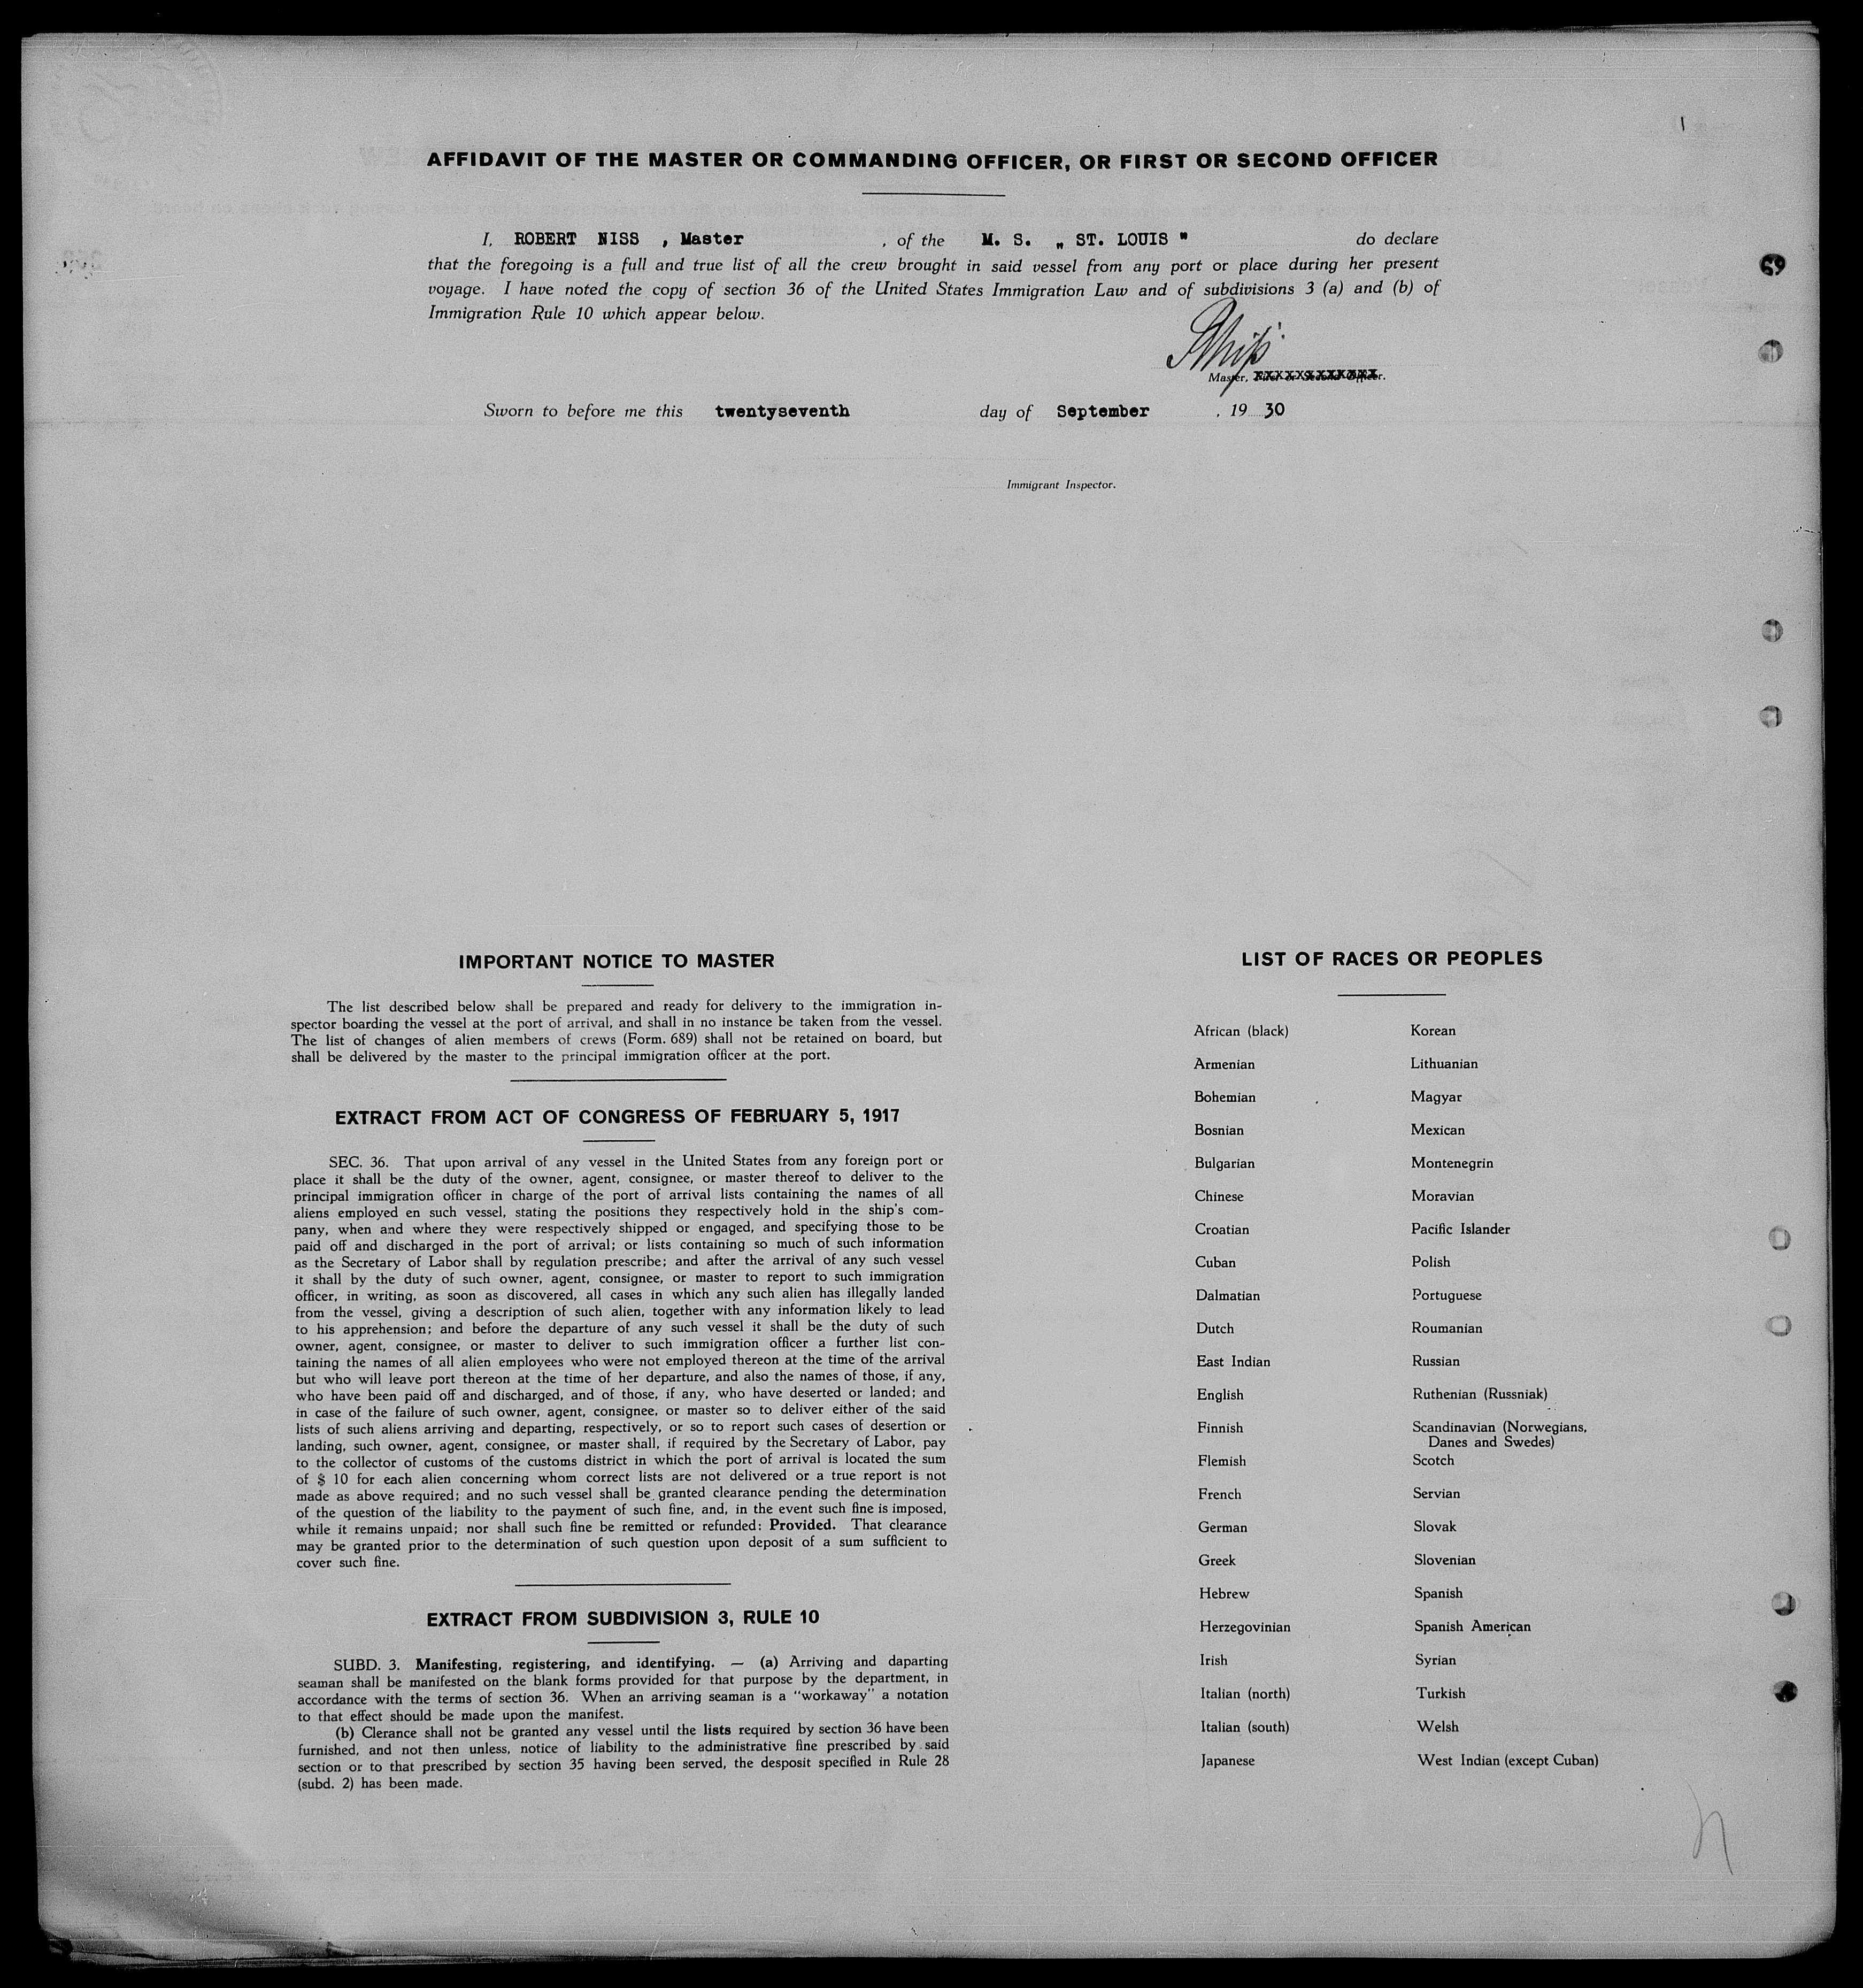 AFFIDAVIT OF THE MASTER OR COMMANDING OFFICER, OR FIRST OR SECOND OFFICER
I, ROBERT NISS , Master , of the M. S. „ ST. LOUIS " do declare
that the foregoing is a full and true list of all the crew brought in said vessel from any port or place during her present
voyage. I have noted the copy of section 36 of the United States Immigration Law and of subdivisions 3 (a) and (b) of
Immigration Rule 10 which appear below.
Master, First or Second Officer.
Sworn to before me this twentyseventh day of September , 19 30
Immigrant Inspector.
IMPORTANT NOTICE TO MASTER
The list described below shall be prepared and ready for delivery to the immigration in-
spector boarding the vessel at the port of arrival, and shall in no instance be taken from the vessel.
The list of changes of alien members of crews (Form. 689) shall not be retained on board, but
shall be delivered by the master to the principal immigration officer at the port.
EXTRACT FROM ACT OF CONGRESS OF FEBRUARY 5, 1917
SEC. 36. That upon arrival of any vessel in the United States from any foreign port or
place it shall be the duty of the owner, agent, consignee, or master thereof to deliver to the
principal immigration officer in charge of the port of arrival lists containing the names of all
aliens employed en such vessel, stating the positions they respectively hold in the ship's com-
pany, when and where they were respectively shipped or engaged, and specifying those to be
paid off and discharged in the port of arrival; or lists containing so much of such information
as the Secretary of Labor shall by regulation prescribe; and after the arrival of any such vessel
it shall by the duty of such owner, agent, consignee, or master to report to such immigration
officer, in writing, as soon as discovered, all cases in which any such alien has illegally landed
from the vessel, giving a description of such alien, together with any information likely to lead
to his apprehension; and before the departure of any such vessel it shall be the duty of such
owner, agent, consignee, or master to deliver to such immigration officer a further list con-
taining the names of all alien employees who were not employed thereon at the time of the arrival
but who will leave port thereon at the time of her departure, and also the names of those, if any,
who have been paid off and discharged, and of those, if any, who have deserted or landed; and
in case of the failure of such owner, agent, consignee, or master so to deliver either of the said
lists of such aliens arriving and departing, respectively, or so to report such cases of desertion or
landing, such owner, agent, consignee, or master shall, if required by the Secretary of Labor, pay
to the collector of customs of the customs district in which the port of arrival is located the sum
of $ 10 for each alien concerning whom correct lists are not delivered or a true report is not
made as above required; and no such vessel shall be granted clearance pending the determination
of the question of the liability to the payment of such fine, and, in the event such fine is imposed,
while it remains unpaid; nor shall such fine be remitted or refunded: Provided. That clearance
may be granted prior to the determination of such question upon deposit of a sum sufficient to
cover such fine.
EXTRACT FROM SUBDIVISION 3, RULE 10
SUBD. 3. Manifesting, registering, and identifying. — (a) Arriving and daparting
seaman shall be manifested on the blank forms provided for that purpose by the department, in
accordance with the terms of section 36. When an arriving seaman is a "workaway" a notation
to that effect should be made upon the manifest.
(b) Clerance shall not be granted any vessel until the lists required by section 36 have been
furnished, and not then unless, notice of liability to the administrative fine prescribed by said
section or to that prescribed by section 35 having been served, the desposit specified in Rule 28
(subd. 2) has been made.
LIST OF RACES OR PEOPLES
African (black)
Armenian
Bohemian
Bosnian
Bulgarian
Chinese
Croatian
Cuban
Dalmatian
Dutch
East Indian
English
Finnish
Flemish
French
German
Greek
Hebrew
Herzegovinian
Irish
Italian (north)
Italian (south)
Japanese
Korean
Lithuanian
Magyar
Mexican
Montenegrin
Moravian
Pacific Islander
Polish
Portuguese
Roumanian
Russian
Ruthenian (Russniak)
Scandinavian (Norwegians,
Danes and Swedes)
Scotch
Servian
Slovak
Slovenian
Spanish
Spanish American
Syrian
Turkish
Welsh
West Indian (except Cuban)